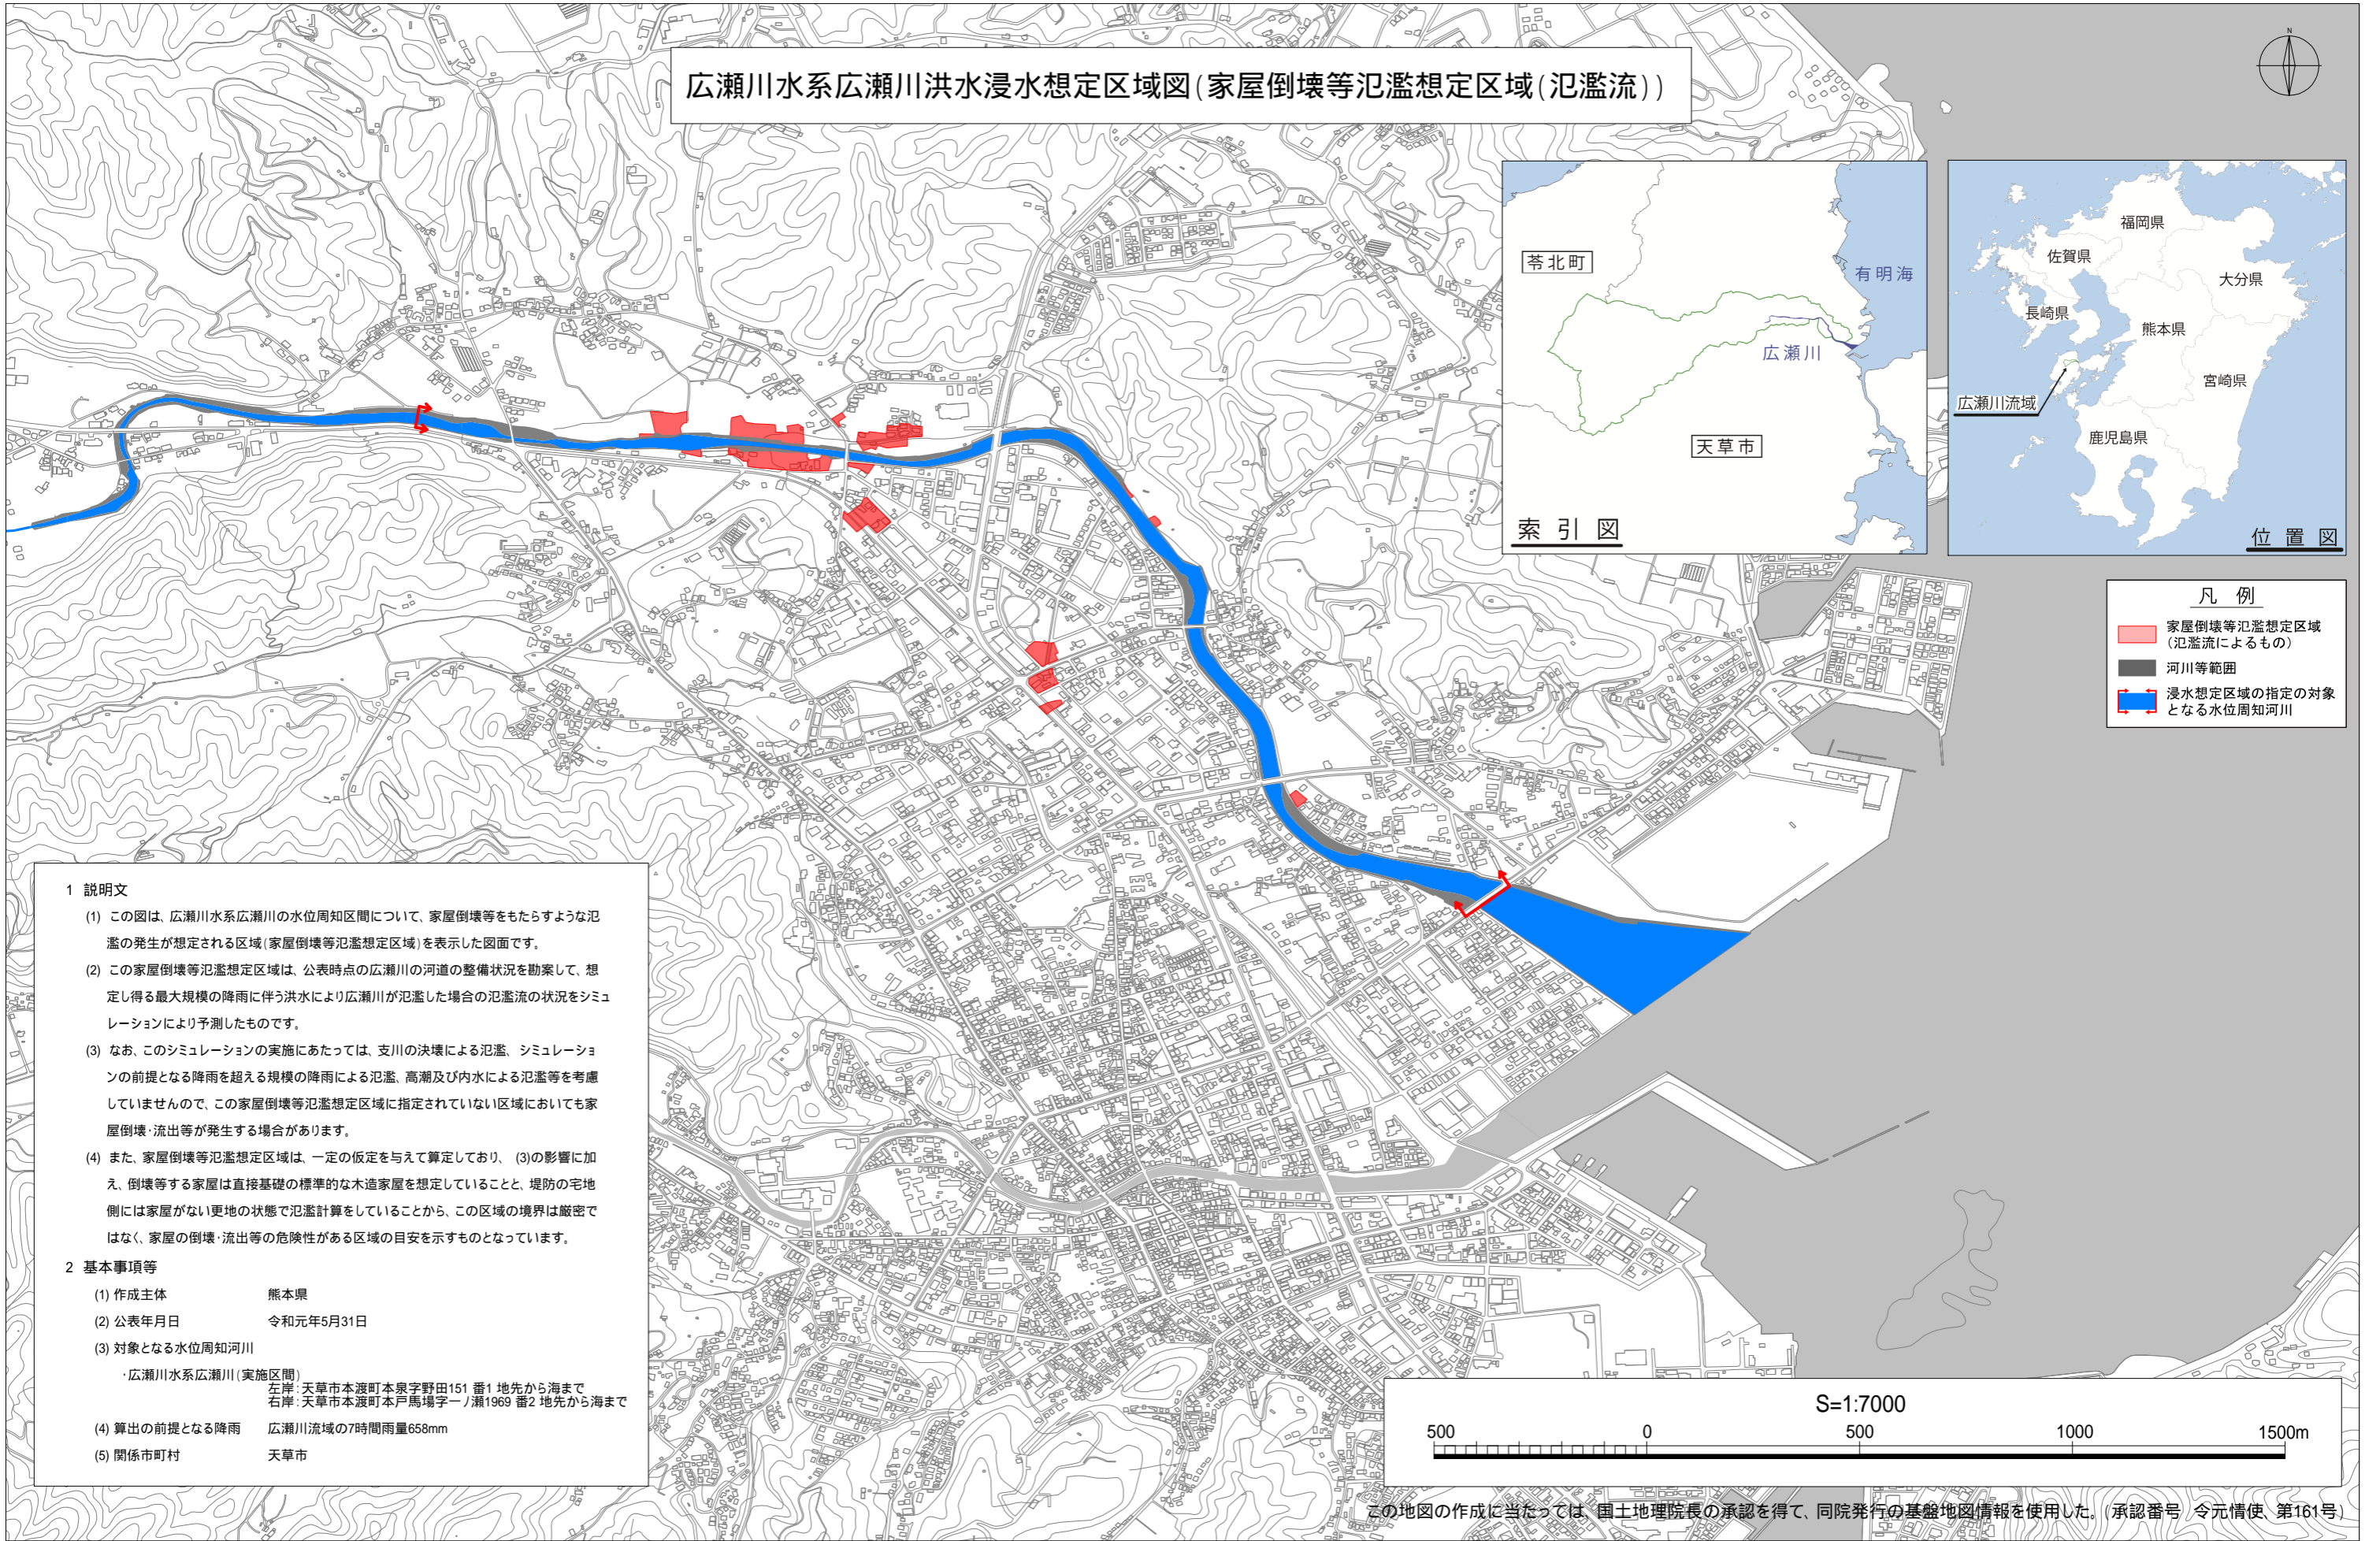 広瀬川水系広瀬川洪水浸水想定区域図(家屋倒壊等氾濫想定区域(氾濫流))
N
苓北町
有明海
広瀬川
天草市
索引図
福岡県
佐賀県
大分県
長崎県
熊本県
宮崎県
広瀬川流域
鹿児島県
位置図
凡例
家屋倒壊等氾濫想定区域
(氾濫流によるもの)
河川等範囲
浸水想定区域の指定の対象
となる水位周知河川
1 説明文
(1) この図は、広瀬川水系広瀬川の水位周知区間について、家屋倒壊等をもたらすような氾
濫の発生が想定される区域(家屋倒壊等氾濫想定区域)を表示した図面です。
(2) この家屋倒壊等氾濫想定区域は、公表時点の広瀬川の河道の整備状況を勘案して、想
定し得る最大規模の降雨に伴う洪水により広瀬川が氾濫した場合の氾濫流の状況をシミュ
レーションにより予測したものです。
(3) なお、このシミュレーションの実施にあたっては、支川の決壊による氾濫、シミュレーショ
ンの前提となる降雨を超える規模の降雨による氾濫、高潮及び内水による氾濫等を考慮
していませんので、この家屋倒壊等氾濫想定区域に指定されていない区域においても家
屋倒壊・流出等が発生する場合があります。
(4) また、家屋倒壊等氾濫想定区域は、一定の仮定を与えて算定しており、(3)の影響に加
え、倒壊等する家屋は直接基礎の標準的な木造家屋を想定していることと、堤防の宅地
側には家屋がない更地の状態で氾濫計算をしていることから、この区域の境界は厳密で
はなく、家屋の倒壊・流出等の危険性がある区域の目安を示すものとなっています。
2 基本事項等
(1) 作成主体 熊本県
(2) 公表年月日 令和元年5月31日
(3) 対象となる水位周知河川
・広瀬川水系広瀬川(実施区間)
左岸:天草市本渡町本泉字野田151 番1 地先から海まで
右岸:天草市本渡町本戸馬場字一ノ瀬1969 番2 地先から海まで
(4) 算出の前提となる降雨 広瀬川流域の7時間雨量658mm
(5) 関係市町村 天草市
S=1:7000
500 0 500 1000 1500m
この地図の作成に当たっては、国土地理院長の承認を得て、同院発行の基盤地図情報を使用した。(承認番号 令元情使、第161号)